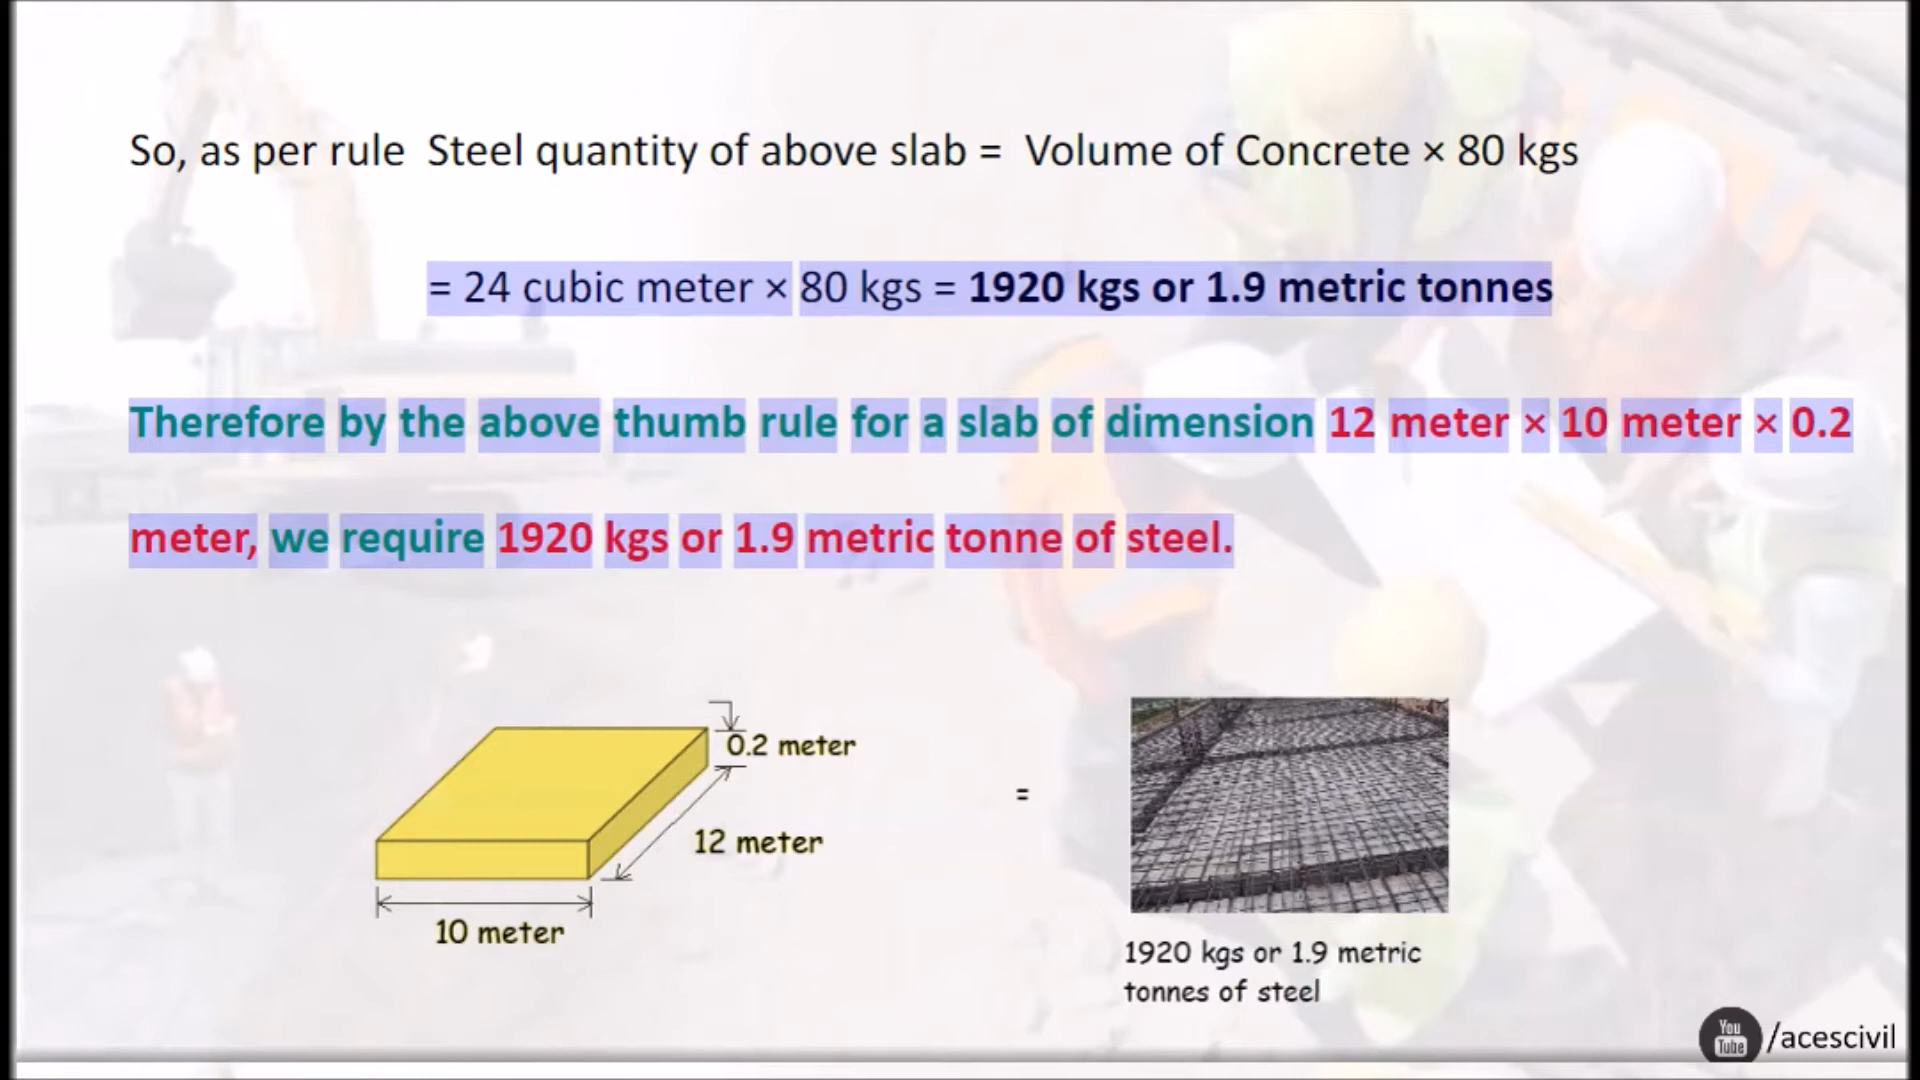 So, as per rule  Steel quantity of above slab =  Volume of Concrete × 80 kgs
= 24 cubic meter × 80 kgs = 1920 kgs or 1.9 metric tonnes
Therefore by the above thumb rule for a slab of dimension 12 meter × 10 meter × 0.2
meter, we require 1920 kgs or 1.9 metric tonne of steel.
0.2 meter
=
12 meter
10 meter
1920 kgs or 1.9 metric
tonnes of steel
You
Tube
/acescivil